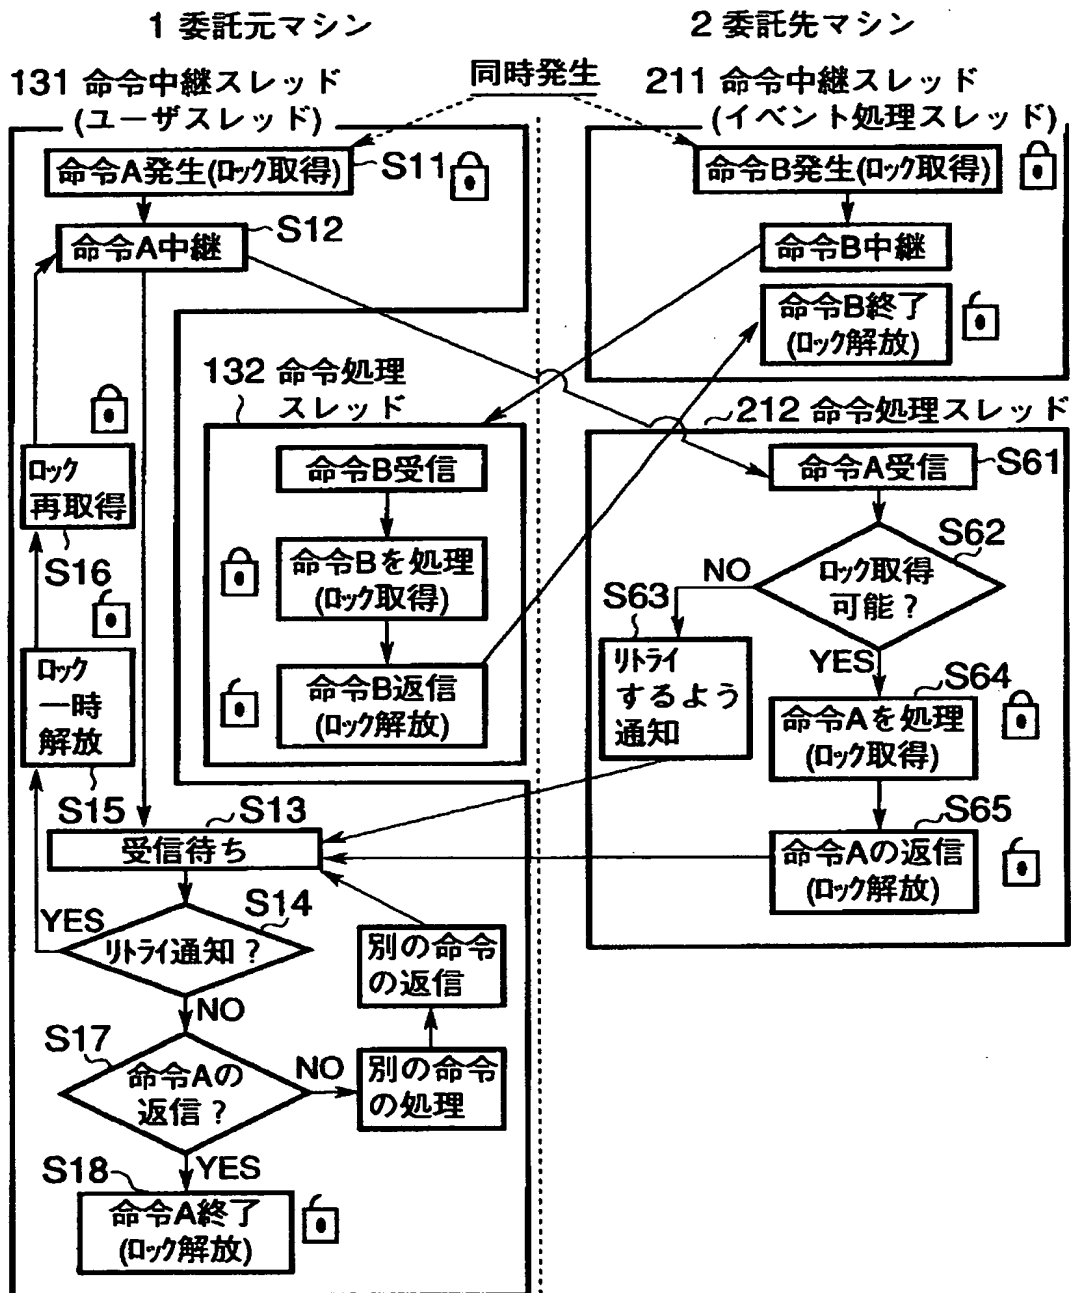 1 委託元マシン
2 委託先マシン
131 命令中継スレッド
(ユーザスレッド)
同時発生
211 命令中継スレッド
(イベント処理スレッド)
命令A発生(ロック取得)
S11
命令A中継
S12
命令B発生(ロック取得)
命令B中継
命令B終了
(ロック解放)
132 命令処理
スレッド
命令B受信
命令Bを処理
(ロック取得)
命令B返信
(ロック解放)
212 命令処理スレッド
命令A受信
S61
ロック取得
可能?
S62
NO
YES
S63
リトライ
するよう
通知
S64
命令Aを処理
(ロック取得)
S65
命令Aの返信
(ロック解放)
ロック
再取得
S16
ロック
一時
解放
S15
S13
受信待ち
S14
YES
リトライ通知?
NO
S17
命令Aの
返信?
NO
別の命令
の処理
別の命令
の返信
YES
S18
命令A終了
(ロック解放)